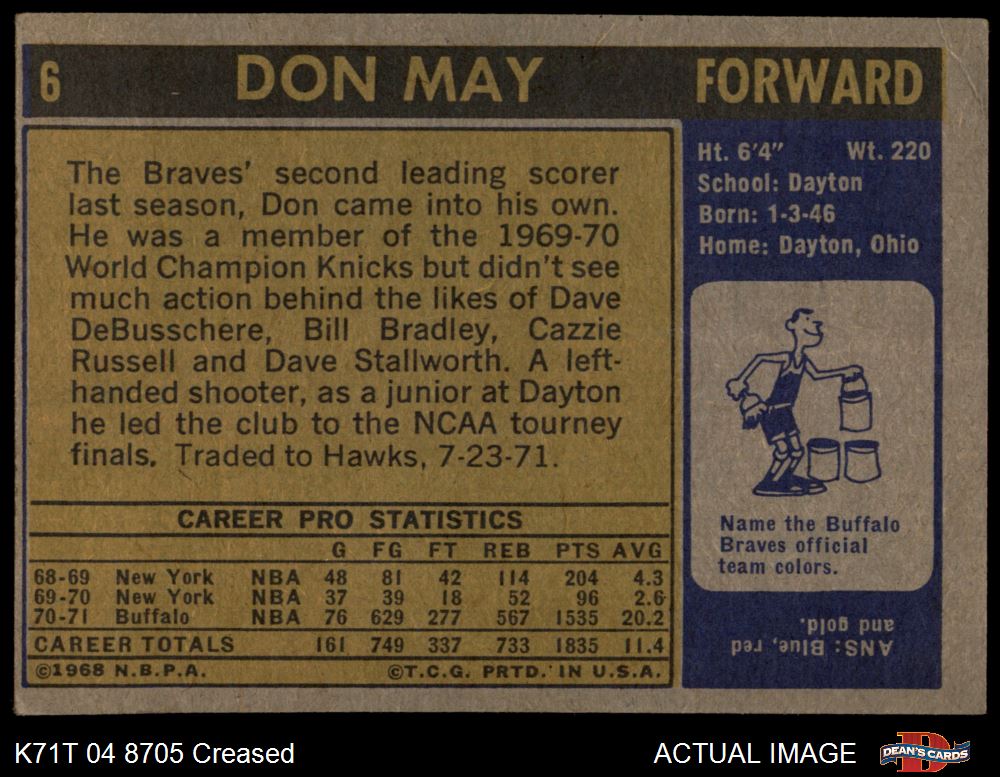 6 DON MAY FORWARD
The Braves' second leading scorer
last season, Don came into his own.
He was a member of the 1969-70
World Champion Knicks but didn't see
much action behind the likes of Dave
DeBusschere, Bill Bradley, Cazzie
Russell and Dave Stallworth. A left-
handed shooter, as a junior at Dayton
he led the club to the NCAA tourney
finals. Traded to Hawks, 7-23-71.
CAREER PRO STATISTICS
G FG FT REB PTS AVG
68-69 New York NBA 48 81 42 114 204 4.3
69-70 New York NBA 37 39 18 52 96 2.6
70-71 Buffalo NBA 76 629 277 567 1535 20.2
CAREER TOTALS 161 749 337 733 1835 11.4
©1968 N.B.P.A. ©T.C.G. PRTD. IN U.S.A.
Ht. 6'4" Wt. 220
School: Dayton
Born: 1-3-46
Home: Dayton, Ohio
Name the Buffalo
Braves official
team colors.
ANS: Blue, red
and gold.
K71T 04 8705 Creased
ACTUAL IMAGE
DEAN'S CARDS